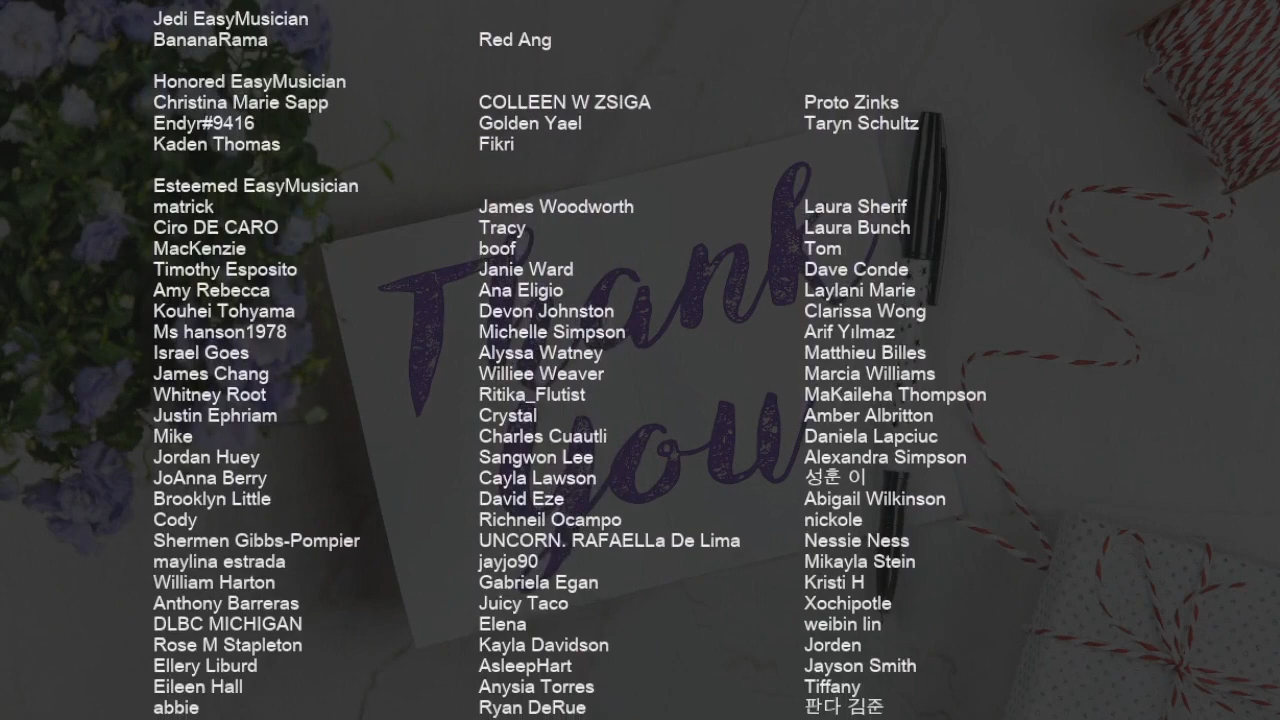 Jedi EasyMusician
BananaRama Red Ang
Honored EasyMusician
Christina Marie Sapp COLLEEN W ZSIGA Proto Zinks
Endyr#9416 Golden Yael Taryn Schultz
Kaden Thomas Fikri
Esteemed EasyMusician
matrick James Woodworth Laura Sherif
Ciro DE CARO Tracy Laura Bunch
MacKenzie boof Tom
Timothy Esposito Janie Ward Dave Conde
Amy Rebecca Ana Eligio Laylani Marie
Kouhei Tohyama Devon Johnston Clarissa Wong
Ms hanson1978 Michelle Simpson Arif Yılmaz
Israel Goes Alyssa Watney Matthieu Billes
James Chang Williee Weaver Marcia Williams
Whitney Root Ritika_Flutist MaKaileha Thompson
Justin Ephriam Crystal Amber Albritton
Mike Charles Cuautli Daniela Lapciuc
Jordan Huey Sangwon Lee Alexandra Simpson
JoAnna Berry Cayla Lawson 성훈 이
Brooklyn Little David Eze Abigail Wilkinson
Cody Richneil Ocampo nickole
Shermen Gibbs-Pompier UNCORN. RAFAELLa De Lima Nessie Ness
maylina estrada jayjo90 Mikayla Stein
William Harton Gabriela Egan Kristi H
Anthony Barreras Juicy Taco Xochipotle
DLBC MICHIGAN Elena weibin lin
Rose M Stapleton Kayla Davidson Jorden
Ellery Liburd AsleepHart Jayson Smith
Eileen Hall Anysia Torres Tiffany
abbie Ryan DeRue 판다 김준
Thank
you